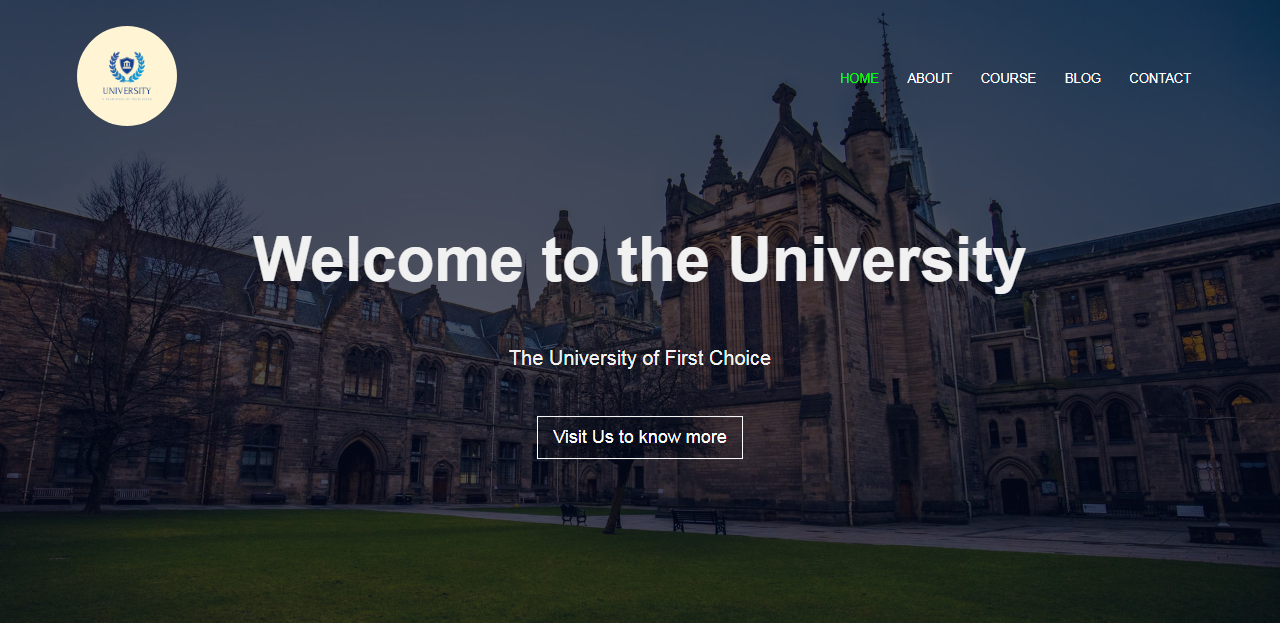 UNIVERSITY
HOME ABOUT COURSE BLOG CONTACT
Welcome to the University
The University of First Choice
Visit Us to know more